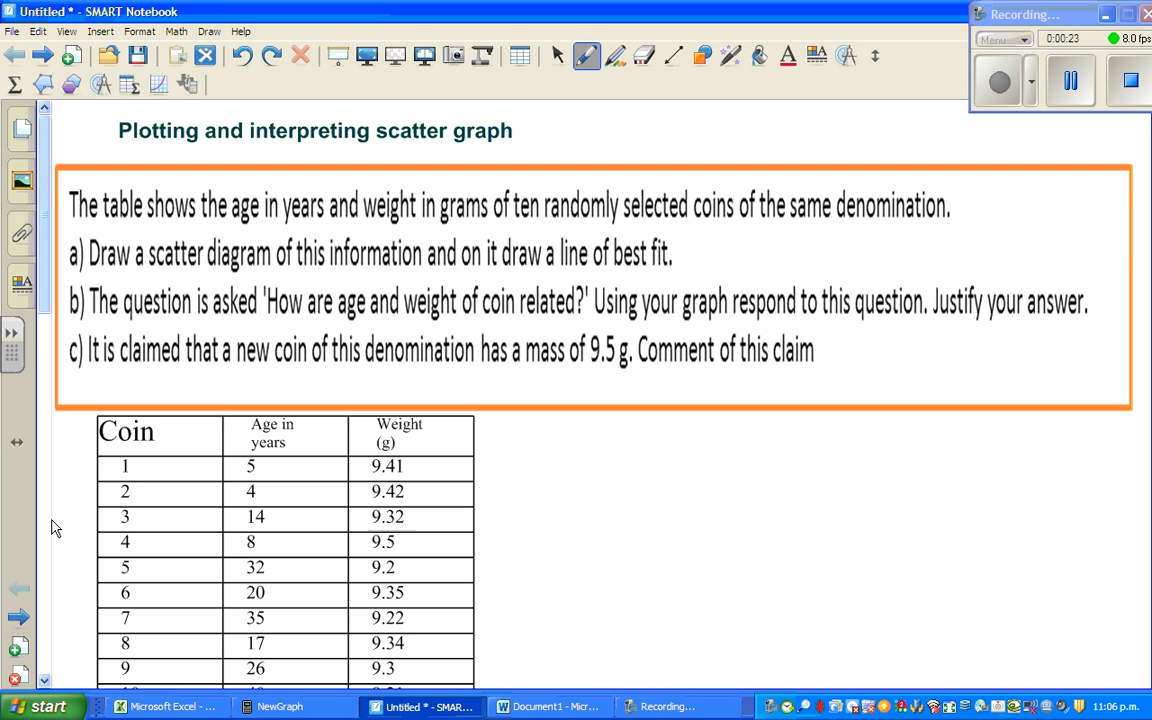 Untitled * - SMART Notebook
Recording...
File Edit View Insert Format Math Draw Help
Menu 0:00:23 8.0 fps
Plotting and interpreting scatter graph
The table shows the age in years and weight in grams of ten randomly selected coins of the same denomination.
a) Draw a scatter diagram of this information and on it draw a line of best fit.
b) The question is asked 'How are age and weight of coin related?' Using your graph respond to this question. Justify your answer.
c) It is claimed that a new coin of this denomination has a mass of 9.5 g. Comment of this claim
Coin Age in years Weight (g)
1 5 9.41
2 4 9.42
3 14 9.32
4 8 9.5
5 32 9.2
6 20 9.35
7 35 9.22
8 17 9.34
9 26 9.3
start Microsoft Excel - ... NewGraph Untitled * - SMAR... Document1 - Micr... Recording... 11:06 p.m.